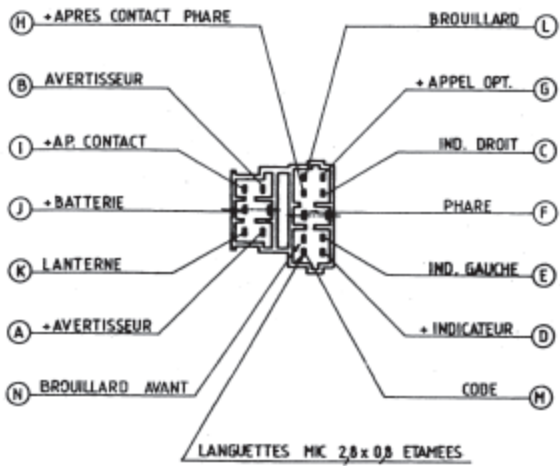 H +APRES CONTACT PHARE
BROUILLARD L
B AVERTISSEUR
+ APPEL OPT. G
I +AP. CONTACT
IND. DROIT C
J +BATTERIE
PHARE F
K LANTERNE
IND. GAUCHE E
A +AVERTISSEUR
+ INDICATEUR D
N BROUILLARD AVANT
CODE M
LANGUETTES MIC 2,8 x 0,8 ETAMEES